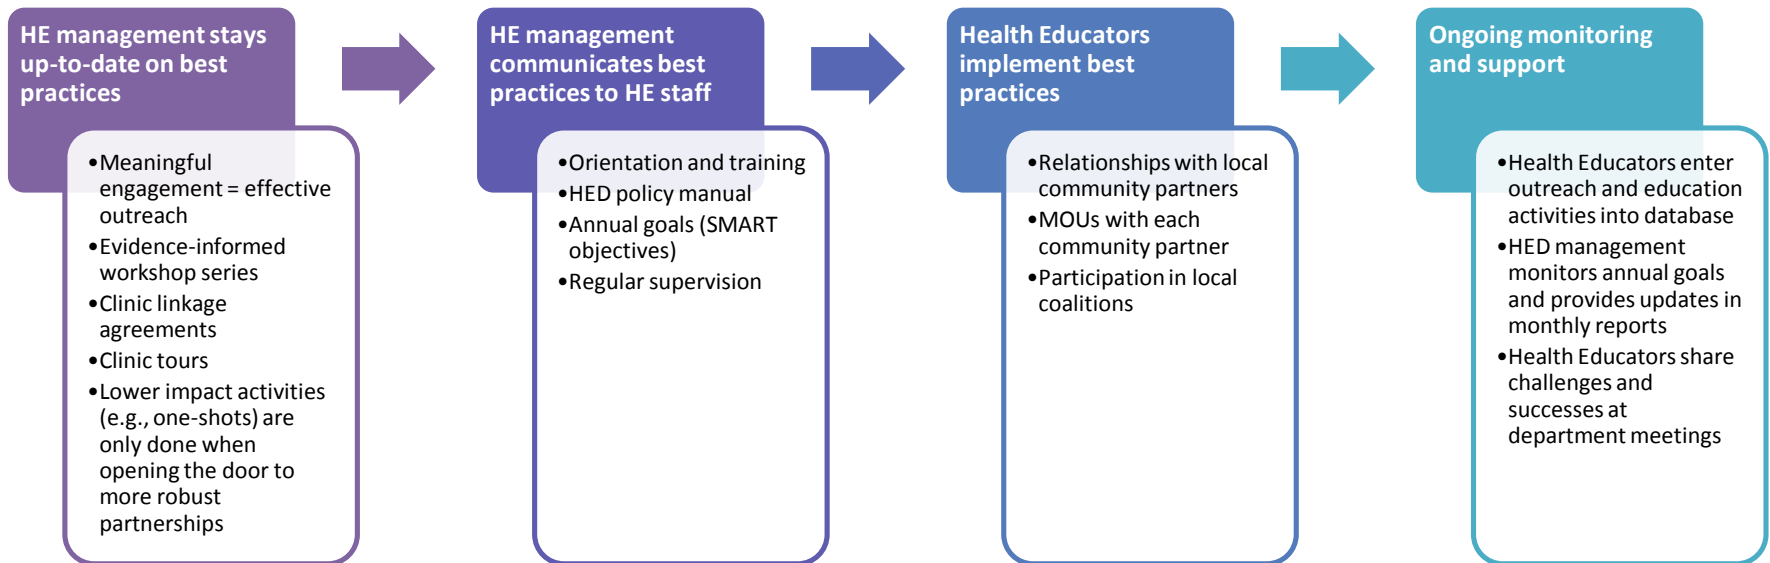 HE management stays
up-to-date on best
practices
•Meaningful
engagement = effective
outreach
•Evidence-informed
workshop series
•Clinic linkage
agreements
•Clinic tours
•Lower impact activities
(e.g., one-shots) are
only done when
opening the door to
more robust
partnerships
HE management
communicates best
practices to HE staff
•Orientation and training
•HED policy manual
•Annual goals (SMART
objectives)
•Regular supervision
Health Educators
implement best
practices
•Relationships with local
community partners
•MOUs with each
community partner
•Participation in local
coalitions
Ongoing monitoring
and support
•Health Educators enter
outreach and education
activities into database
•HED management
monitors annual goals
and provides updates in
monthly reports
•Health Educators share
challenges and
successes at
department meetings